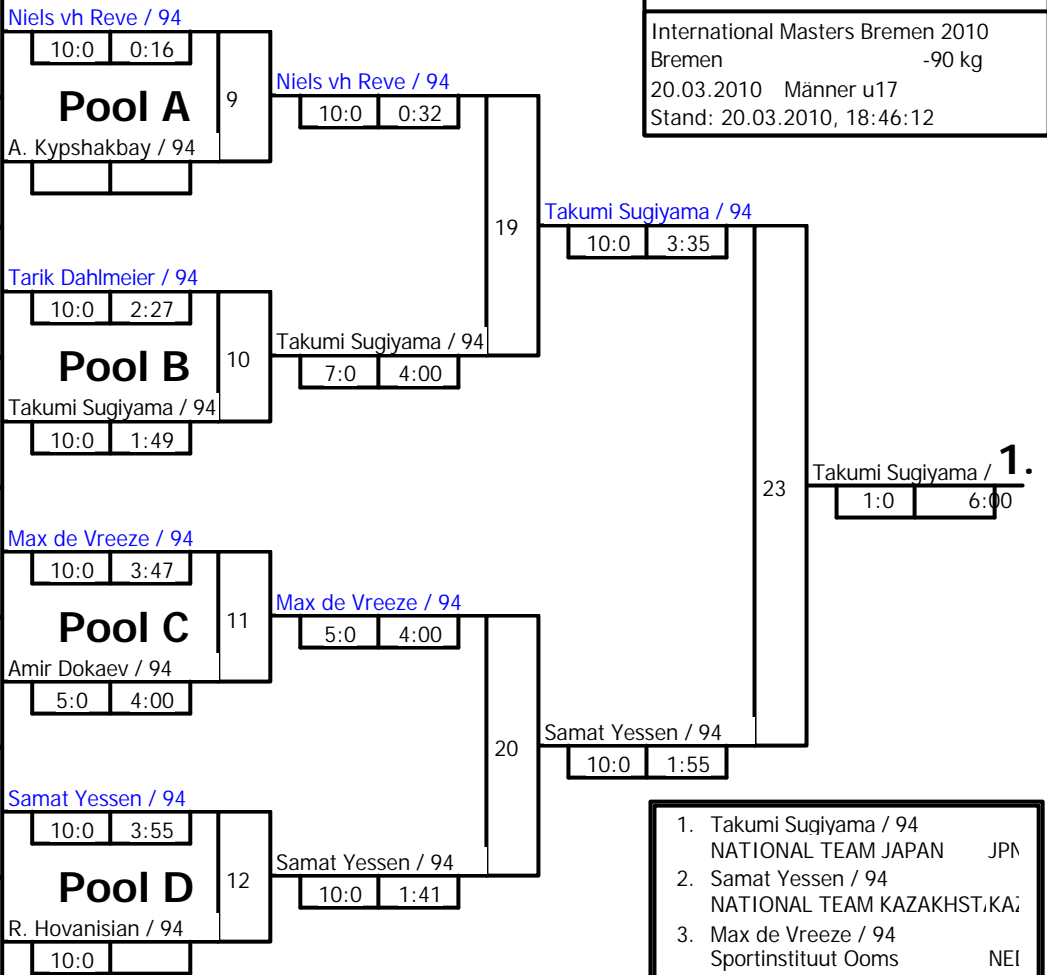 Niels vh Reve / 94
10:0 0:16
Pool A
9
A. Kypshakbay / 94
Niels vh Reve / 94
10:0 0:32
International Masters Bremen 2010
Bremen -90 kg
20.03.2010 Männer u17
Stand: 20.03.2010, 18:46:12
19
Takumi Sugiyama / 94
10:0 3:35
Tarik Dahlmeier / 94
10:0 2:27
Pool B
10
Takumi Sugiyama / 94
10:0 1:49
Takumi Sugiyama / 94
7:0 4:00
23
Takumi Sugiyama / 1.
1:0 6:00
Max de Vreeze / 94
10:0 3:47
Pool C
11
Amir Dokaev / 94
5:0 4:00
Max de Vreeze / 94
5:0 4:00
20
Samat Yessen / 94
10:0 1:55
Samat Yessen / 94
10:0 3:55
Pool D
12
R. Hovanisian / 94
10:0
Samat Yessen / 94
10:0 1:41
1. Takumi Sugiyama / 94
NATIONAL TEAM JAPAN JPN
2. Samat Yessen / 94
NATIONAL TEAM KAZAKHST KAZ
3. Max de Vreeze / 94
Sportinstituut Ooms NED